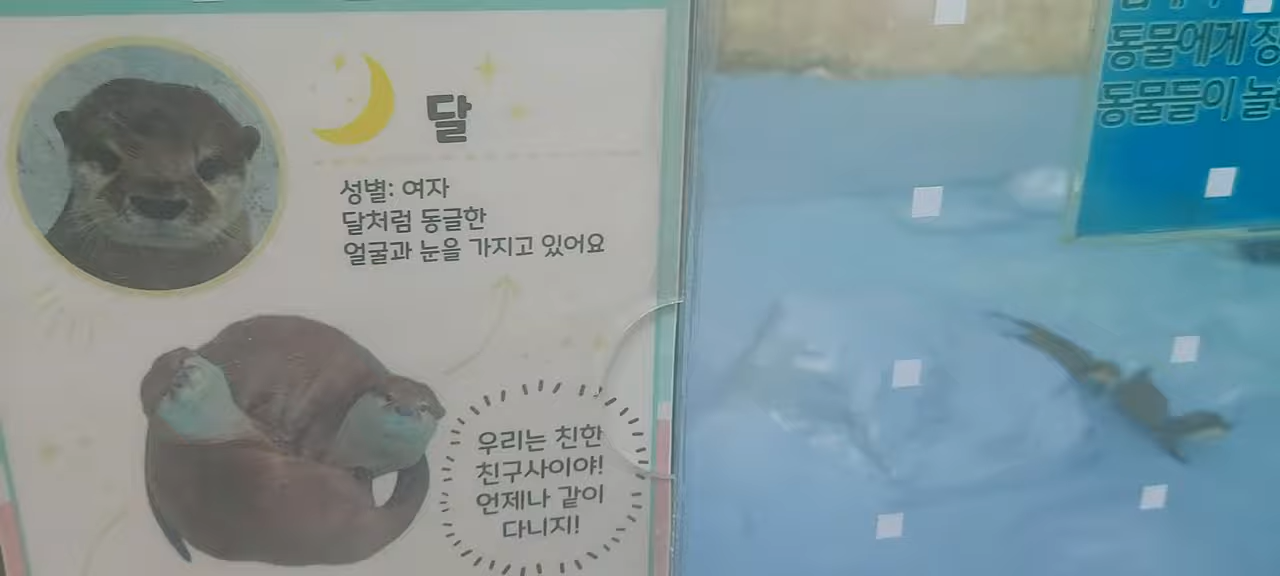 달
성별: 여자
달처럼 동글한
얼굴과 눈을 가지고 있어요
우리는 친한
친구사이야!
언제나 같이
다니지!
동물에게
동물들이